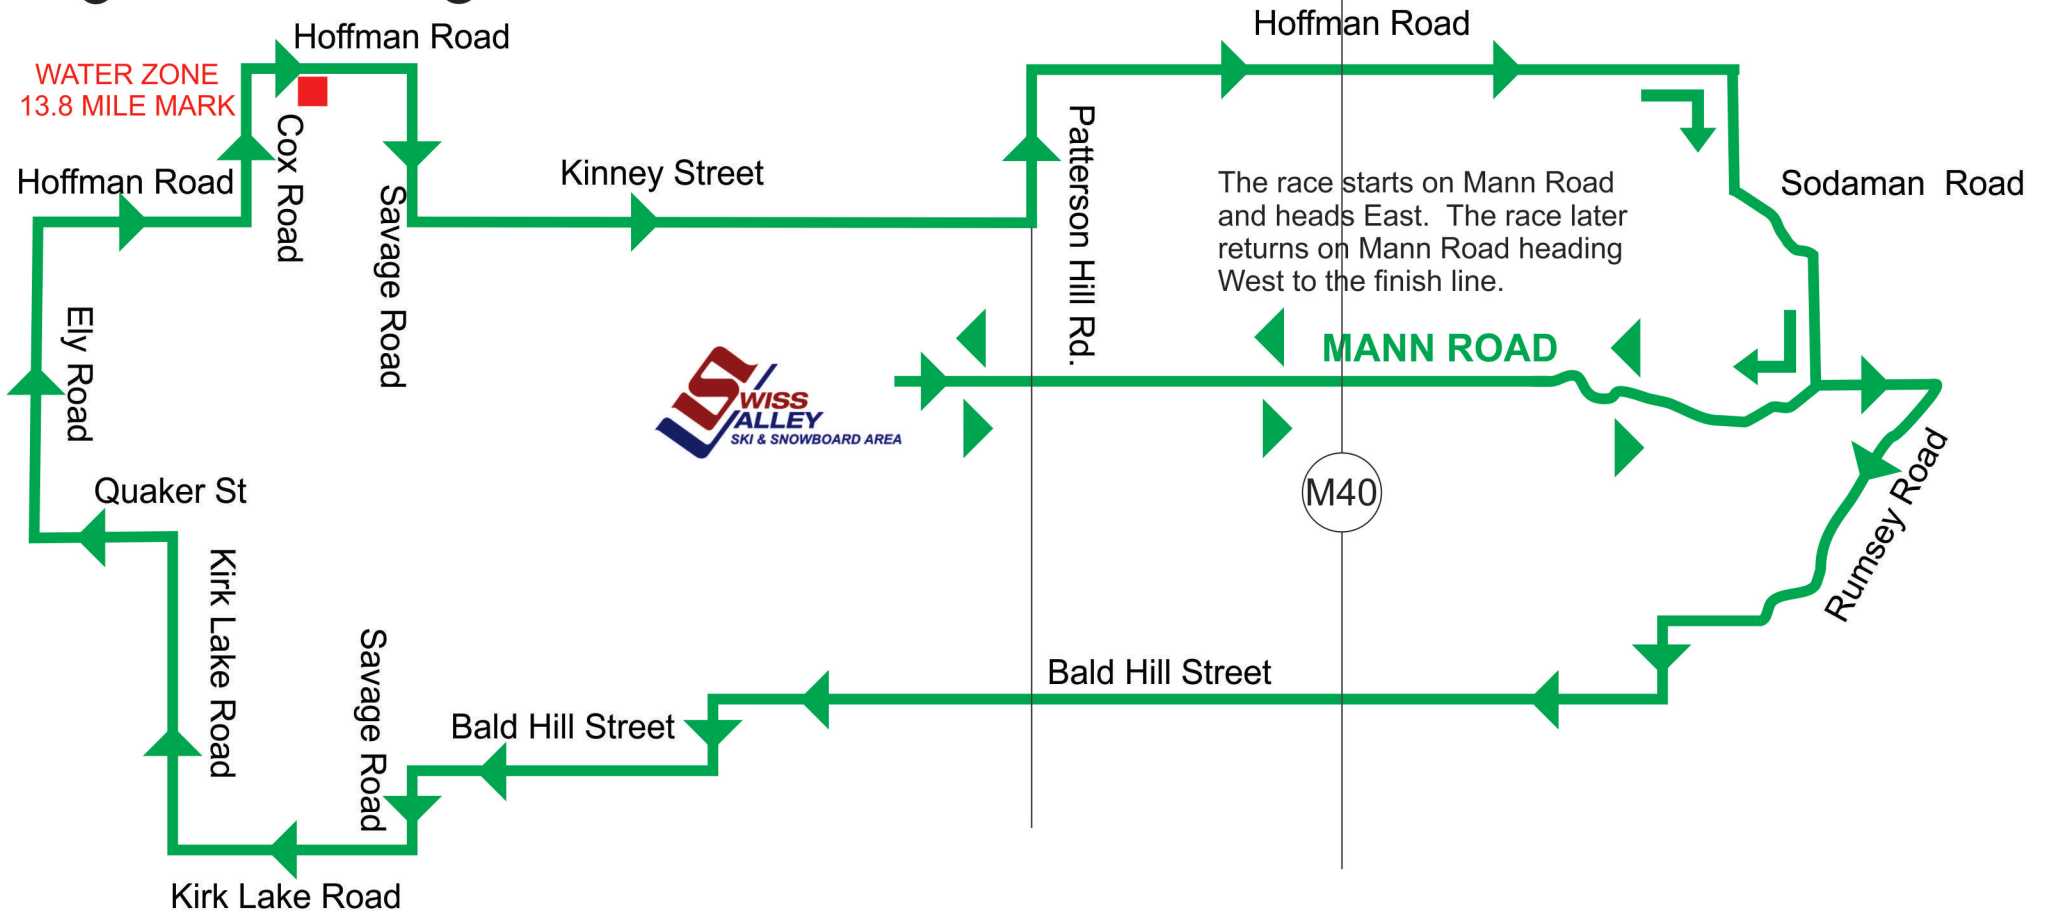 Hoffman Road
Hoffman Road
WATER ZONE
13.8 MILE MARK
Cox Road
Hoffman Road
Kinney Street
Savage Road
Patterson Hill Rd.
The race starts on Mann Road
and heads East.  The race later
returns on Mann Road heading
West to the finish line.
Sodaman  Road
Ely Road
MANN ROAD
SWISS
VALLEY
SKI & SNOWBOARD AREA
Quaker St
M40
Rumsey Road
Kirk Lake Road
Savage Road
Bald Hill Street
Bald Hill Street
Kirk Lake Road